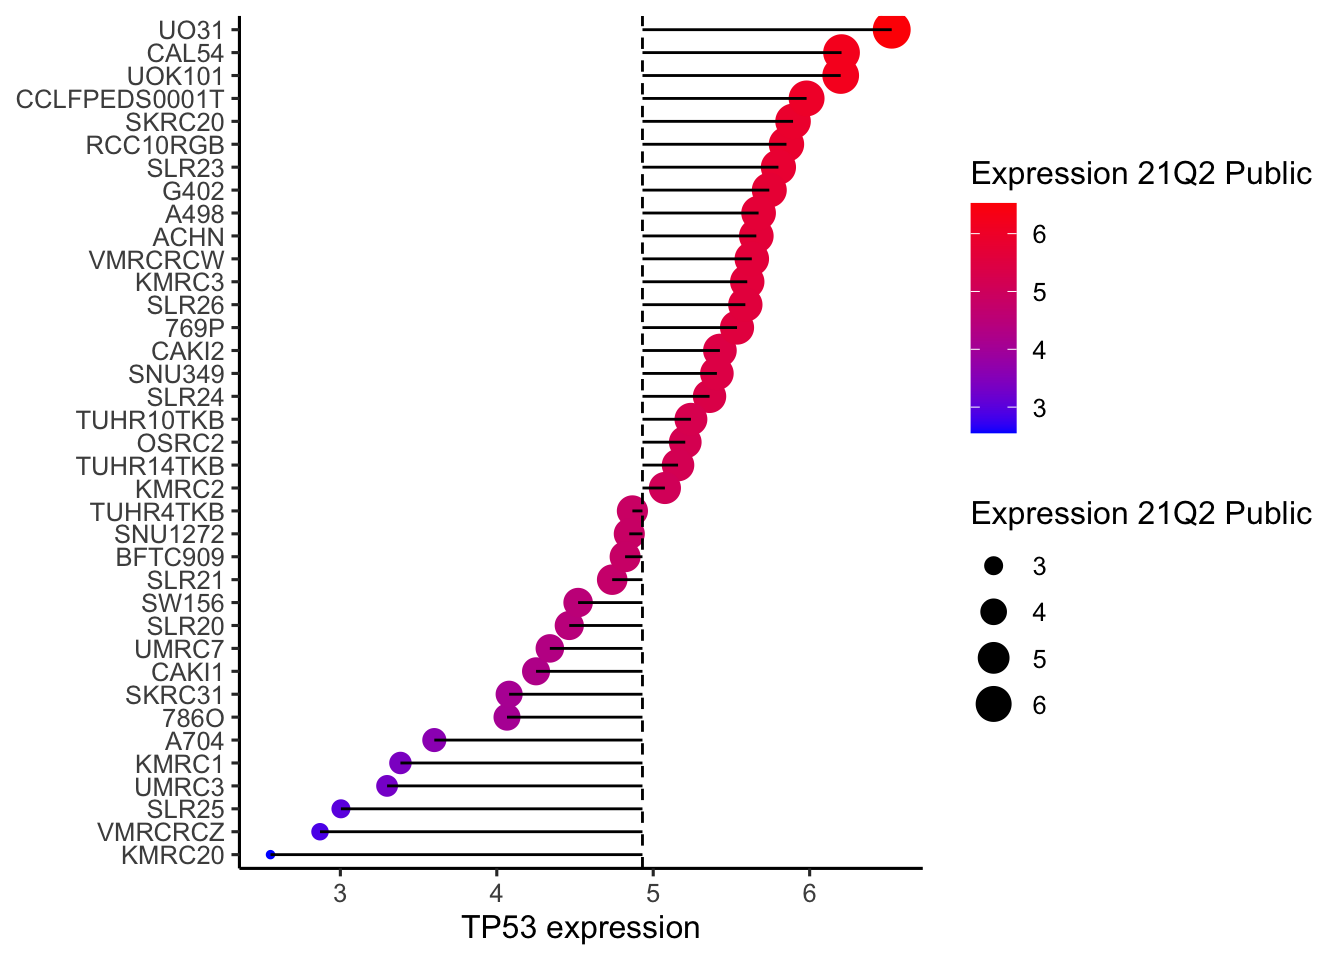 UO31
CAL54
UOK101
CCLFPEDS0001T
SKRC20
RCC10RGB
SLR23
G402
A498
ACHN
VMRCRCW
KMRC3
SLR26
769P
CAKI2
SNU349
SLR24
TUHR10TKB
OSRC2
TUHR14TKB
KMRC2
TUHR4TKB
SNU1272
BFTC909
SLR21
SW156
SLR20
UMRC7
CAKI1
SKRC31
786O
A704
KMRC1
UMRC3
SLR25
VMRCRCZ
KMRC20
3 4 5 6
TP53 expression
Expression 21Q2 Public
6
5
4
3
Expression 21Q2 Public
3
4
5
6